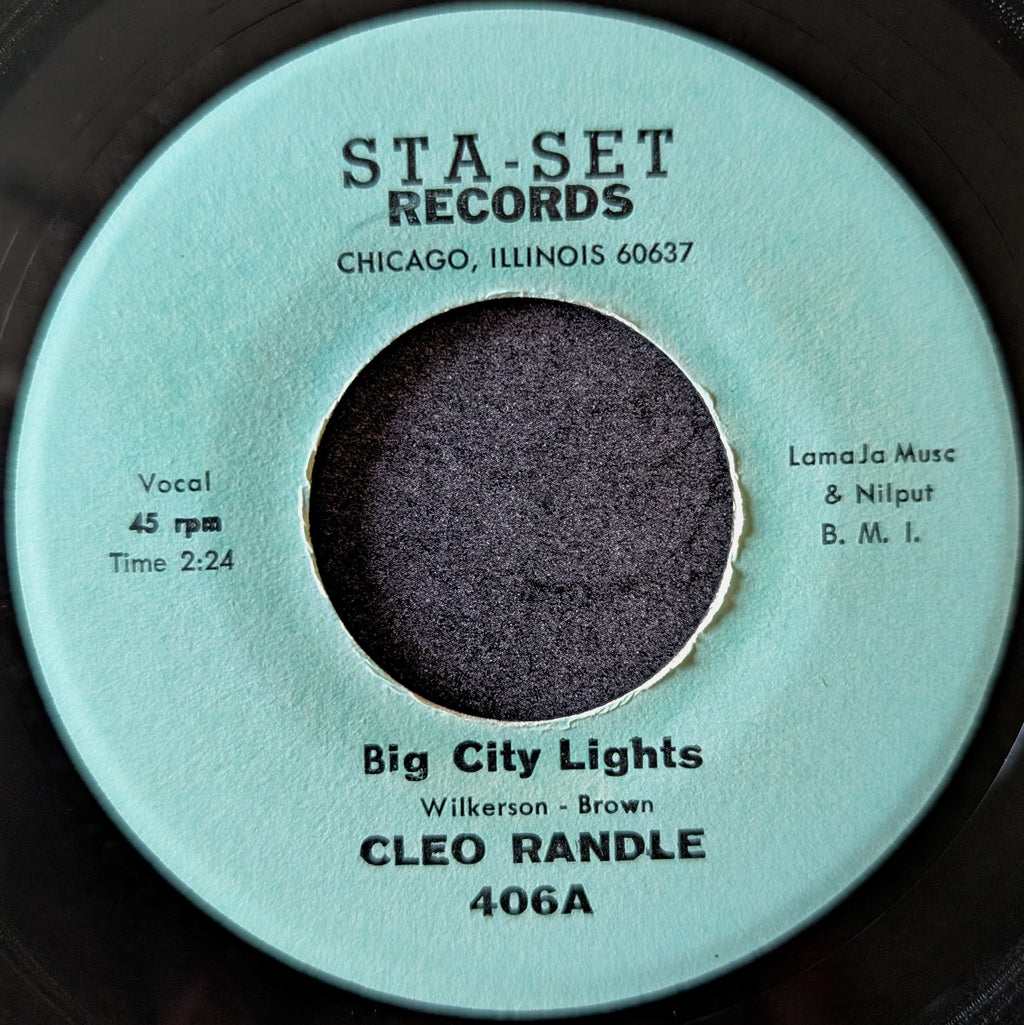 STA-SET
RECORDS
CHICAGO, ILLINOIS 60637
Vocal
45 rpm
Time 2:24
LamaJa Musc
& Nilput
B. M. I.
Big City Lights
Wilkerson - Brown
CLEO RANDLE
406A